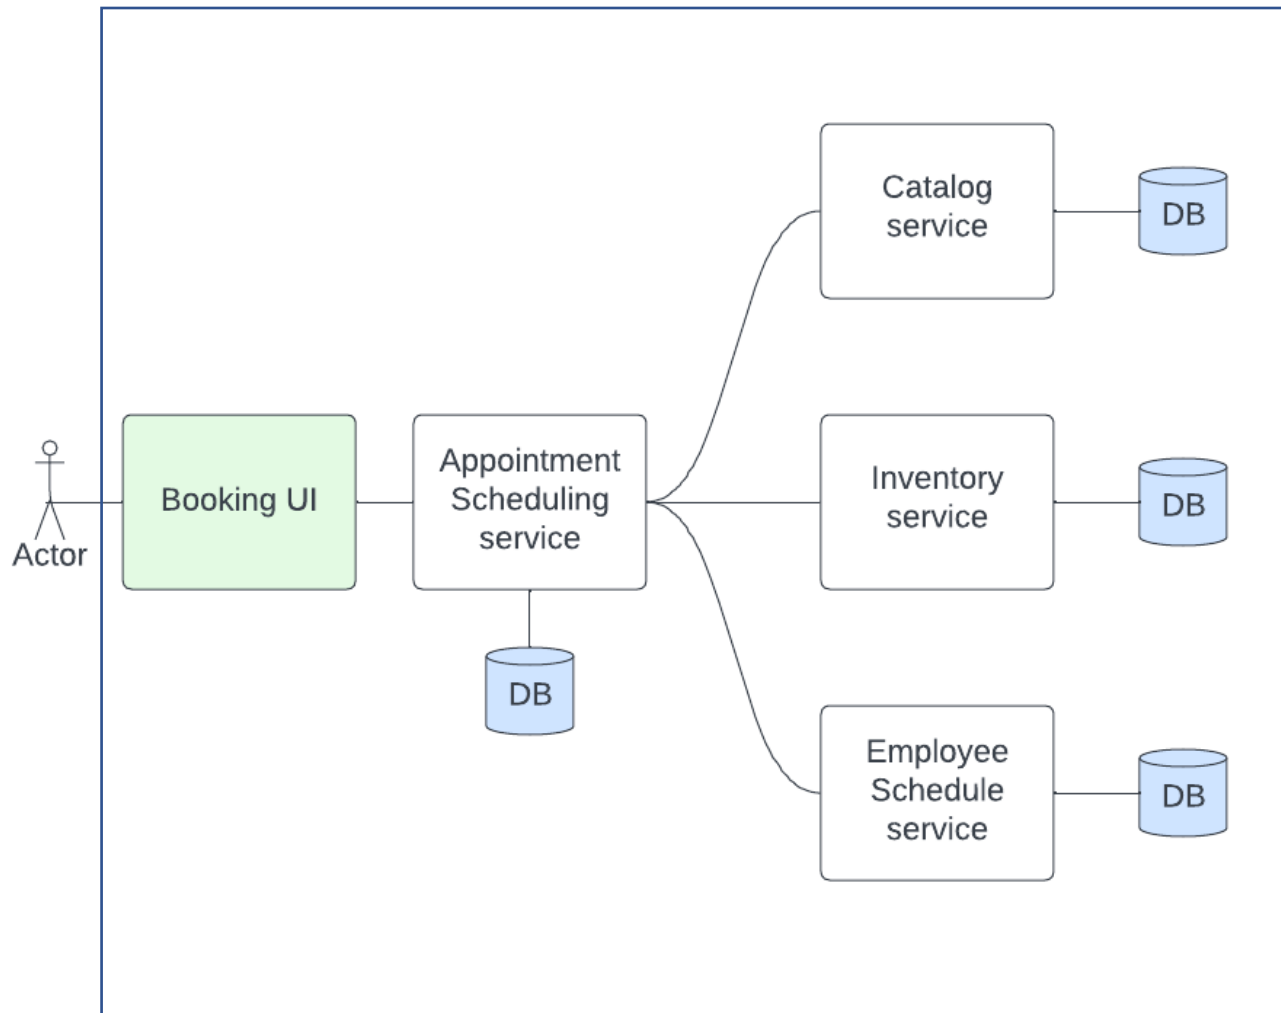 Actor
Booking UI
Appointment
Scheduling
service
DB
Catalog
service
DB
Inventory
service
DB
Employee
Schedule
service
DB